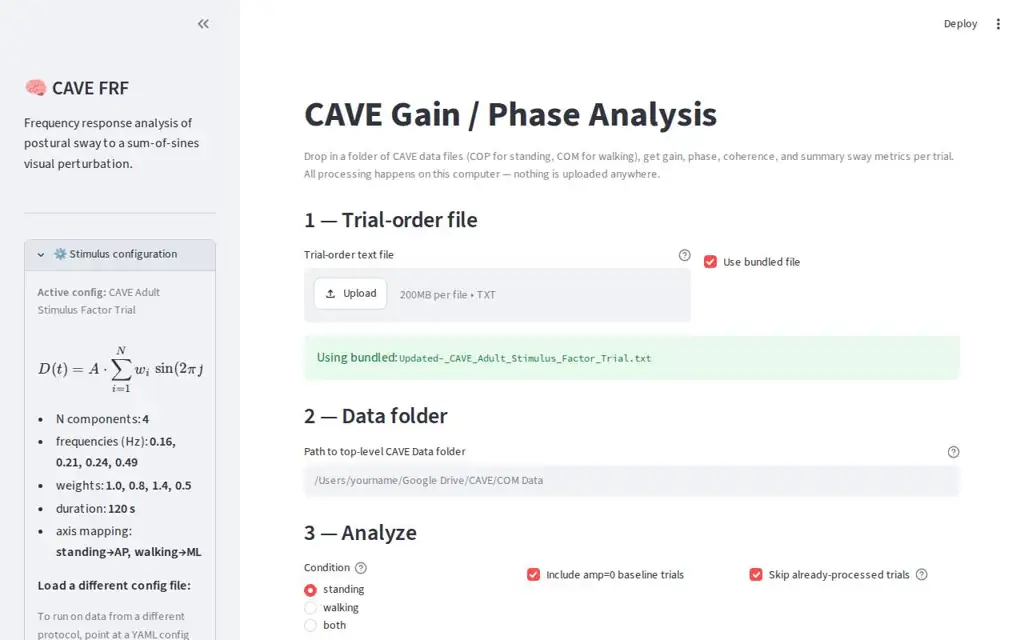 Deploy
CAVE FRF
Frequency response analysis of
postural sway to a sum-of-sines
visual perturbation.
Stimulus configuration
Active config: CAVE Adult
Stimulus Factor Trial
D(t) = A · ∑_{i=1}^{N} w_i sin(2π
• N components: 4
• frequencies (Hz): 0.16,
0.21, 0.24, 0.49
• weights: 1.0, 0.8, 1.4, 0.5
• duration: 120 s
• axis mapping:
standing→AP, walking→ML
Load a different config file:
To run on data from a different
protocol, point at a YAML config
CAVE Gain / Phase Analysis
Drop in a folder of CAVE data files (COP for standing, COM for walking), get gain, phase, coherence, and summary sway metrics per trial.
All processing happens on this computer — nothing is uploaded anywhere.
1 — Trial-order file
Trial-order text file
Use bundled file
Upload
200MB per file • TXT
Using bundled: Updated-_CAVE_Adult_Stimulus_Factor_Trial.txt
2 — Data folder
Path to top-level CAVE Data folder
/Users/yourname/Google Drive/CAVE/COM Data
3 — Analyze
Condition
standing
walking
both
Include amp=0 baseline trials
Skip already-processed trials